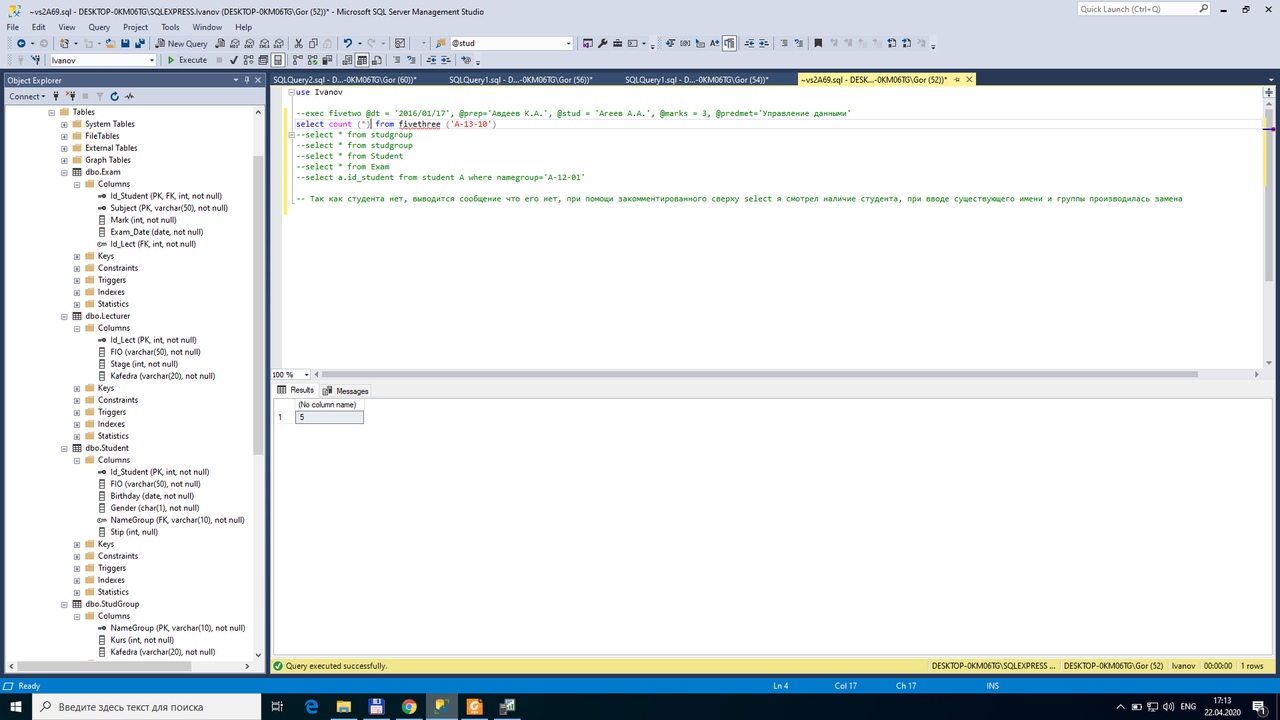 ~vs2A69.sql - DESKTOP-0KM06TG\SQLEXPRESS.Ivanov (DESKTOP-0KM06TG\Gor (52))* - Microsoft SQL Server Management Studio
Quick Launch (Ctrl+Q)
File Edit View Query Project Tools Window Help
New Query @stud
Ivanov Execute
Object Explorer
SQLQuery2.sql - D...-0KM06TG\Gor (60))* SQLQuery1.sql - D...-0KM06TG\Gor (56))* SQLQuery1.sql - D...-0KM06TG\Gor (54))* ~vs2A69.sql - DESK...-0KM06TG\Gor (52))*
Connect
Tables
System Tables
FileTables
External Tables
Graph Tables
dbo.Exam
Columns
Id_Student (PK, FK, int, not null)
Subject (PK, varchar(50), not null)
Mark (int, not null)
Exam_Date (date, not null)
Id_Lect (FK, int, not null)
Keys
Constraints
Triggers
Indexes
Statistics
dbo.Lecturer
Columns
Id_Lect (PK, int, not null)
FIO (varchar(50), not null)
Stage (int, not null)
Kafedra (varchar(20), not null)
Keys
Constraints
Triggers
Indexes
Statistics
dbo.Student
Columns
Id_Student (PK, int, not null)
FIO (varchar(50), not null)
Birthday (date, not null)
Gender (char(1), not null)
NameGroup (FK, varchar(10), not null)
Stip (int, null)
Keys
Constraints
Triggers
Indexes
Statistics
dbo.StudGroup
Columns
NameGroup (PK, varchar(10), not null)
Kurs (int, not null)
Kafedra (varchar(20), not null)
use Ivanov
--exec fivetwo @dt = '2016/01/17', @prep='Авдеев К.А.', @stud = 'Агеев А.А.', @marks = 3, @predmet='Управление данными'
select count (*) from fivethree ('А-13-10')
--select * from studgroup
--select * from studgroup
--select * from Student
--select * from Exam
--select a.id_student from student A where namegroup='А-12-01'
-- Так как студента нет, выводится сообщение что его нет, при помощи закомментированного сверху select я смотрел наличие студента, при вводе существующего имени и группы производилась замена
100 %
Results Messages
(No column name)
1 5
Query executed successfully. DESKTOP-0KM06TG\SQLEXPRESS ... DESKTOP-0KM06TG\Gor (52) Ivanov 00:00:00 1 rows
Ready Ln 4 Col 17 Ch 17 INS
Введите здесь текст для поиска
ENG
17:13
22.04.2020
1